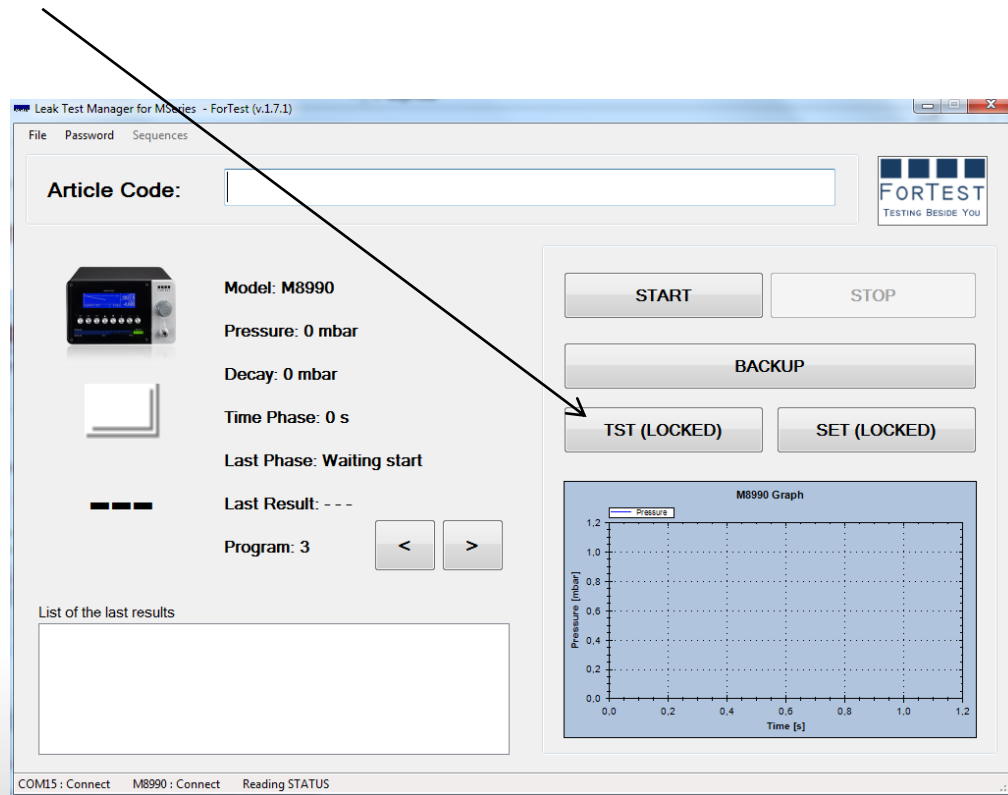 Leak Test Manager for MSeries - ForTest (v.1.7.1)
File Password Sequences
Article Code:
FORTEST
TESTING BESIDE YOU
Model: M8990
Pressure: 0 mbar
Decay: 0 mbar
Time Phase: 0 s
Last Phase: Waiting start
Last Result: - - -
Program: 3
< >
List of the last results
START STOP
BACKUP
TST (LOCKED) SET (LOCKED)
M8990 Graph
Pressure
Pressure [mbar]
1,2
1,0
0,8
0,6
0,4
0,2
0,0
0,0 0,2 0,4 0,6 0,8 1,0 1,2
Time [s]
COM15 : Connect M8990 : Connect Reading STATUS